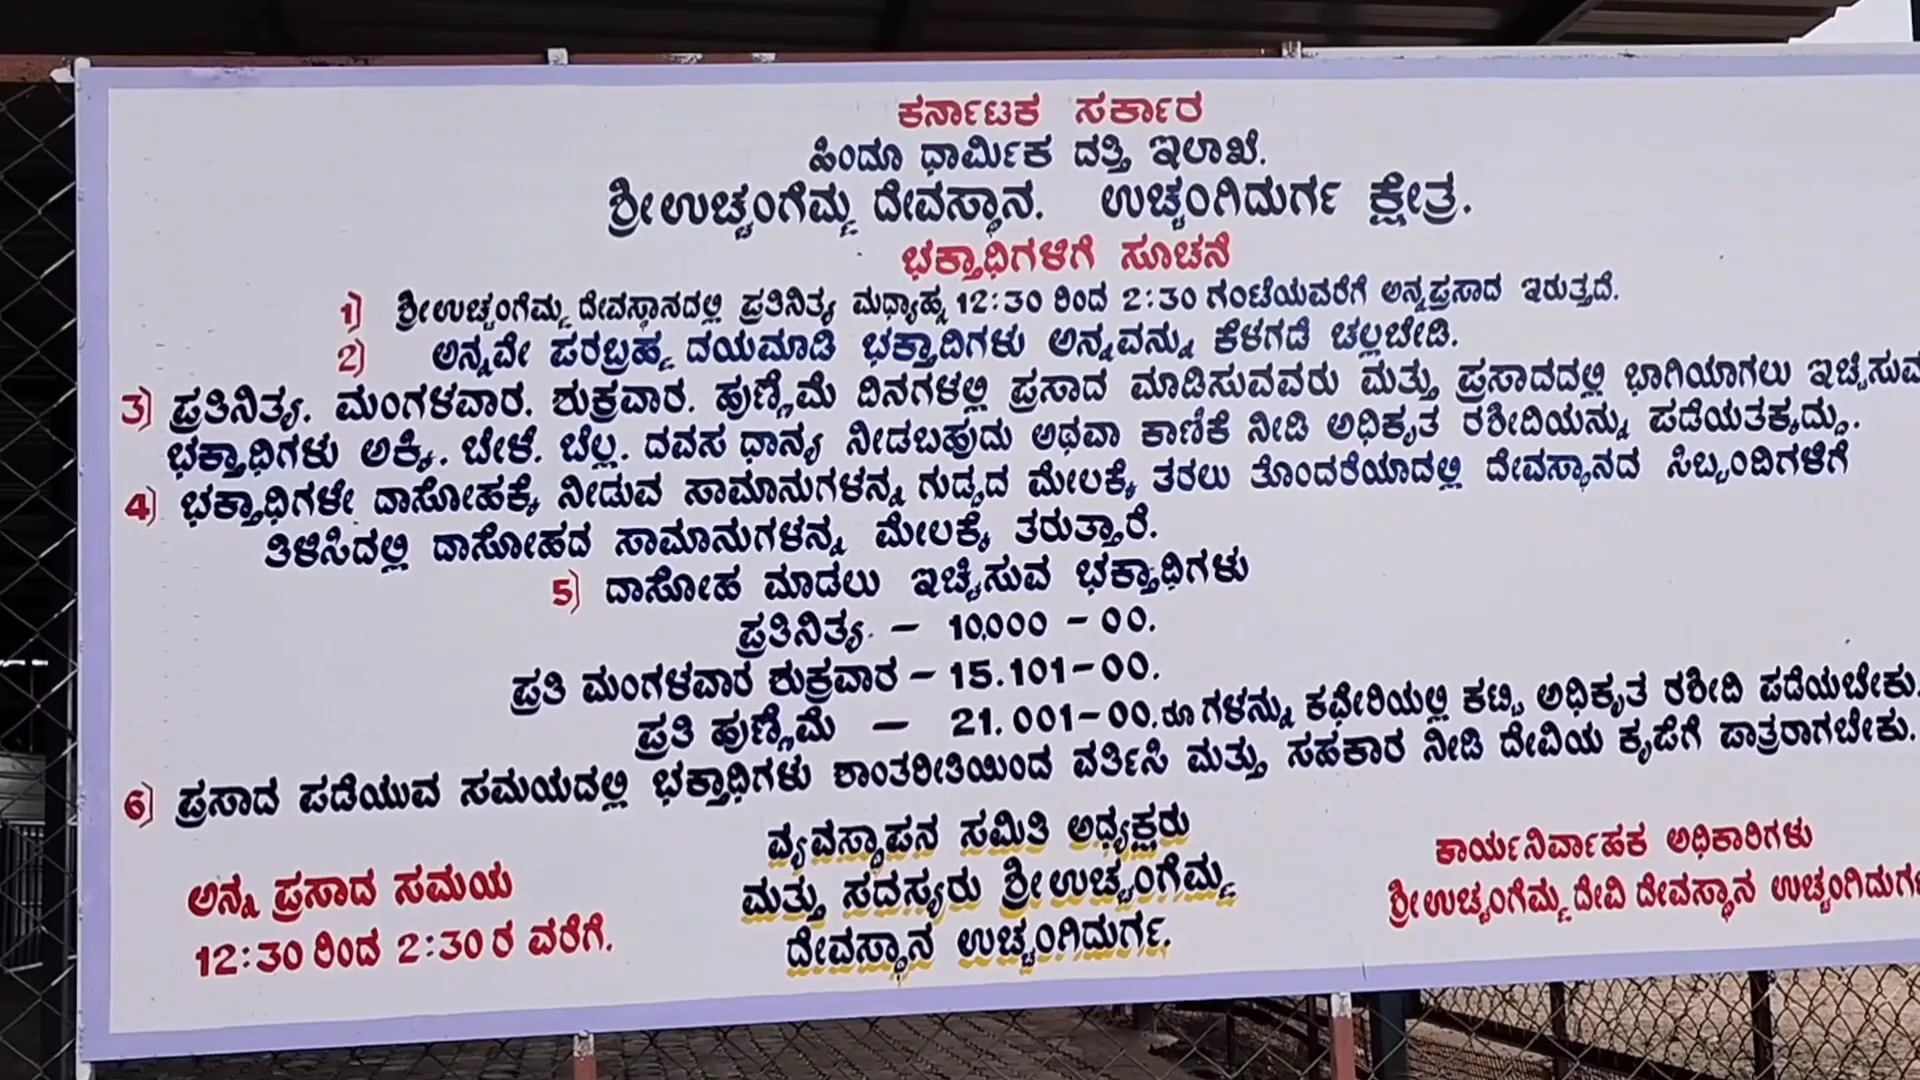 ಕರ್ನಾಟಕ ಸರ್ಕಾರ
ಹಿಂದೂ ಧಾರ್ಮಿಕ ದತ್ತಿ ಇಲಾಖೆ.
ಶ್ರೀ ಉಚ್ಚಂಗೆಮ್ಮ ದೇವಸ್ಥಾನ. ಉಚ್ಚಂಗಿದುರ್ಗ ಕ್ಷೇತ್ರ.
ಭಕ್ತಾಧಿಗಳಿಗೆ ಸೂಚನೆ
1) ಶ್ರೀ ಉಚ್ಚಂಗೆಮ್ಮ ದೇವಸ್ಥಾನದಲ್ಲಿ ಪ್ರತಿನಿತ್ಯ ಮಧ್ಯಾಹ್ನ 12:30 ರಿಂದ 2:30 ಗಂಟೆಯವರೆಗೆ ಅನ್ನಪ್ರಸಾದ ಇರುತ್ತದೆ.
2) ಅನ್ನವೇ ಪರಬ್ರಹ್ಮ ದಯಮಾಡಿ ಭಕ್ತಾದಿಗಳು ಅನ್ನವನ್ನು ಕೆಳಗಡೆ ಚಲ್ಲಬೇಡಿ.
3) ಪ್ರತಿನಿತ್ಯ. ಮಂಗಳವಾರ. ಶುಕ್ರವಾರ. ಹುಣ್ಣಿಮೆ ದಿನಗಳಲ್ಲಿ ಪ್ರಸಾದ ಮಾಡಿಸುವವರು ಮತ್ತು ಪ್ರಸಾದದಲ್ಲಿ ಭಾಗಿಯಾಗಲು ಇಚ್ಚಿಸುವ
ಭಕ್ತಾಧಿಗಳು ಅಕ್ಕಿ. ಬೇಳೆ. ಬೆಲ್ಲ. ದವಸ ಧಾನ್ಯ ನೀಡಬಹುದು ಅಥವಾ ಕಾಣಿಕೆ ನೀಡಿ ಅಧಿಕೃತ ರಶೀದಿಯನ್ನು ಪಡೆಯತಕ್ಕದ್ದು.
4) ಭಕ್ತಾಧಿಗಳೇ ದಾಸೋಹಕ್ಕೆ ನೀಡುವ ಸಾಮಾನುಗಳನ್ನ ಗುಡ್ಡದ ಮೇಲಕ್ಕೆ ತರಲು ತೊಂದರೆಯಾದಲ್ಲಿ ದೇವಸ್ಥಾನದ ಸಿಬ್ಬಂದಿಗಳಿಗೆ
ತಿಳಿಸಿದಲ್ಲಿ ದಾಸೋಹದ ಸಾಮಾನುಗಳನ್ನ ಮೇಲಕ್ಕೆ ತರುತ್ತಾರೆ.
5) ದಾಸೋಹ ಮಾಡಲು ಇಚ್ಚಿಸುವ ಭಕ್ತಾಧಿಗಳು
ಪ್ರತಿನಿತ್ಯ - 10,000 - 00.
ಪ್ರತಿ ಮಂಗಳವಾರ ಶುಕ್ರವಾರ - 15.101-00.
ಪ್ರತಿ ಹುಣ್ಣಿಮೆ - 21.001-00. ರೂಗಳನ್ನು ಕಛೇರಿಯಲ್ಲಿ ಕಟ್ಟಿ ಅಧಿಕೃತ ರಶೀದಿ ಪಡೆಯಬೇಕು.
6) ಪ್ರಸಾದ ಪಡೆಯುವ ಸಮಯದಲ್ಲಿ ಭಕ್ತಾಧಿಗಳು ಶಾಂತರೀತಿಯಿಂದ ವರ್ತಿಸಿ ಮತ್ತು ಸಹಕಾರ ನೀಡಿ ದೇವಿಯ ಕೃಪೆಗೆ ಪಾತ್ರರಾಗಬೇಕು.
ಅನ್ನ ಪ್ರಸಾದ ಸಮಯ
12:30 ರಿಂದ 2:30 ರ ವರೆಗೆ.
ವ್ಯವಸ್ಥಾಪನ ಸಮಿತಿ ಅಧ್ಯಕ್ಷರು
ಮತ್ತು ಸದಸ್ಯರು ಶ್ರೀ ಉಚ್ಚಂಗೆಮ್ಮ
ದೇವಸ್ಥಾನ ಉಚ್ಚಂಗಿದುರ್ಗ.
ಕಾರ್ಯನಿರ್ವಾಹಕ ಅಧಿಕಾರಿಗಳು
ಶ್ರೀ ಉಚ್ಚಂಗೆಮ್ಮ ದೇವಿ ದೇವಸ್ಥಾನ ಉಚ್ಚಂಗಿದುರ್ಗ